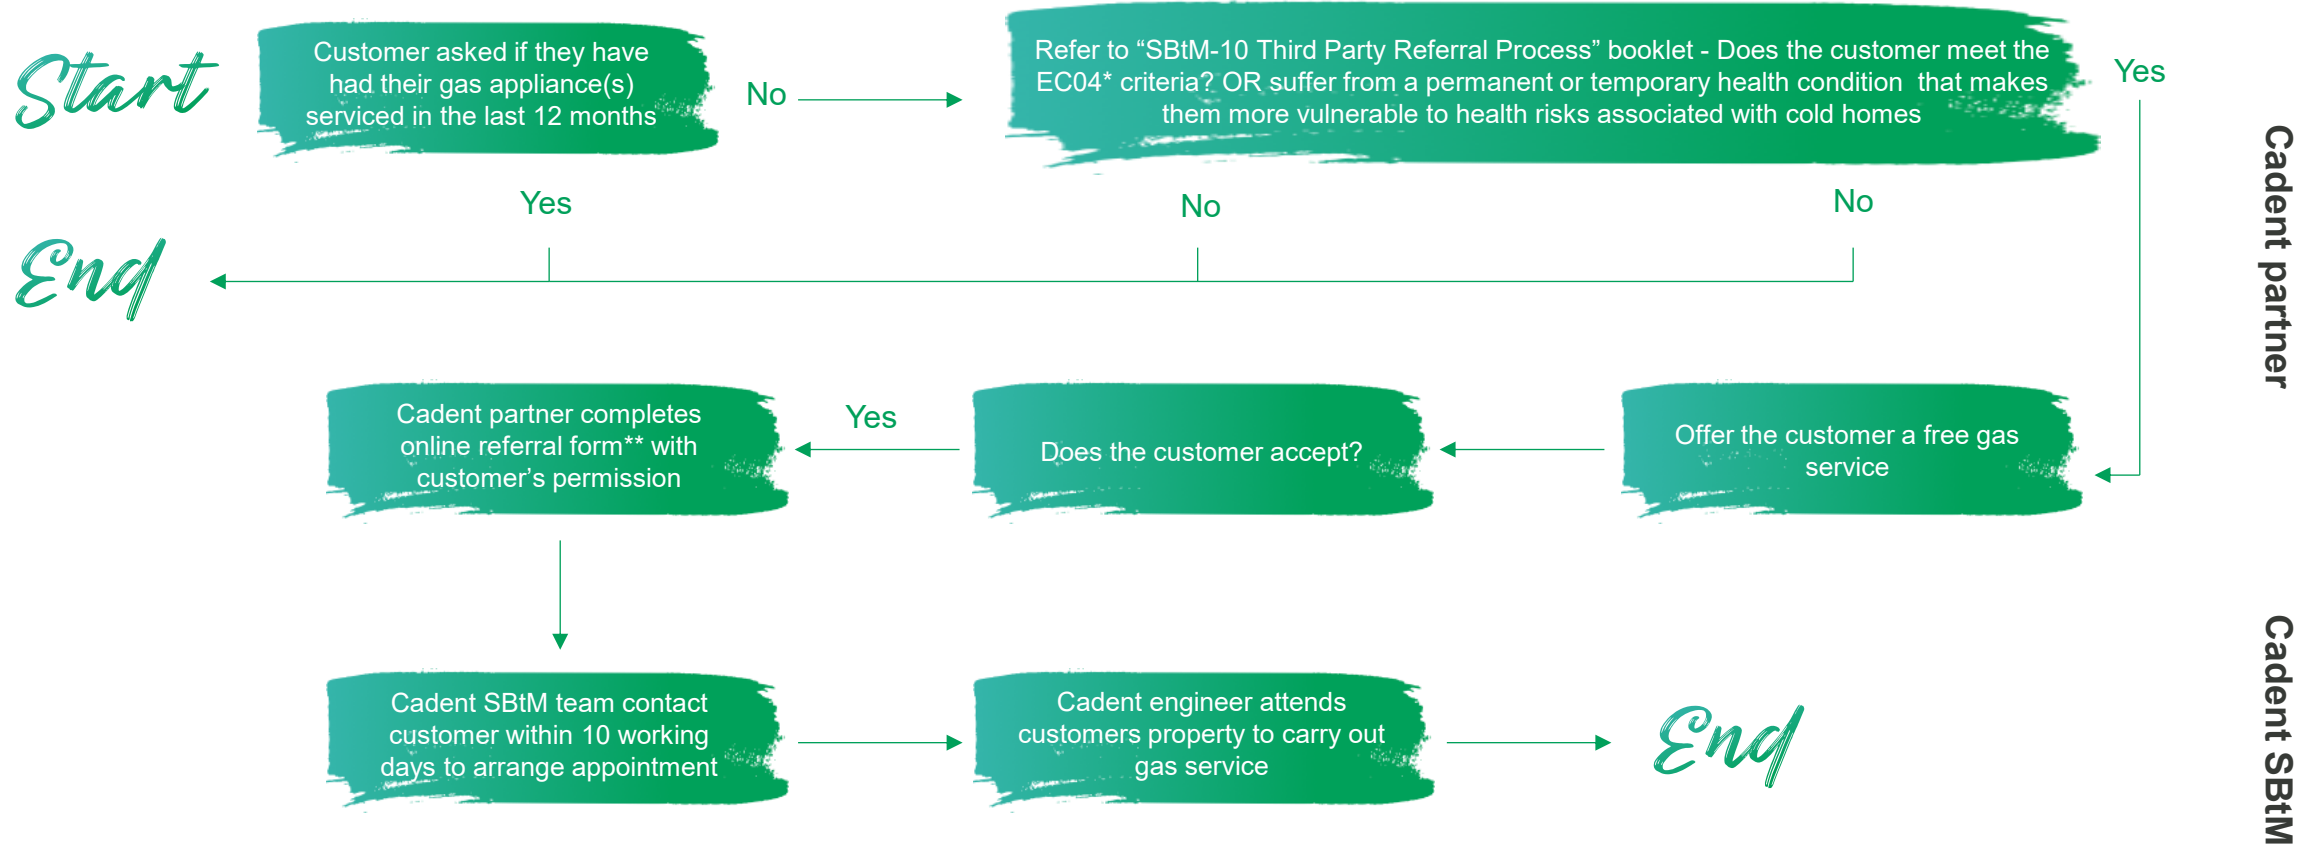 Start
Customer asked if they have
had their gas appliance(s)
serviced in the last 12 months
No
Refer to “SBtM-10 Third Party Referral Process” booklet - Does the customer meet the
EC04* criteria? OR suffer from a permanent or temporary health condition  that makes
them more vulnerable to health risks associated with cold homes
Yes
Yes
No
No
End
Cadent partner
Cadent partner completes
online referral form** with
customer’s permission
Yes
Does the customer accept?
Offer the customer a free gas
service
Cadent SBtM team contact
customer within 10 working
days to arrange appointment
Cadent engineer attends
customers property to carry out
gas service
End
Cadent SBtM